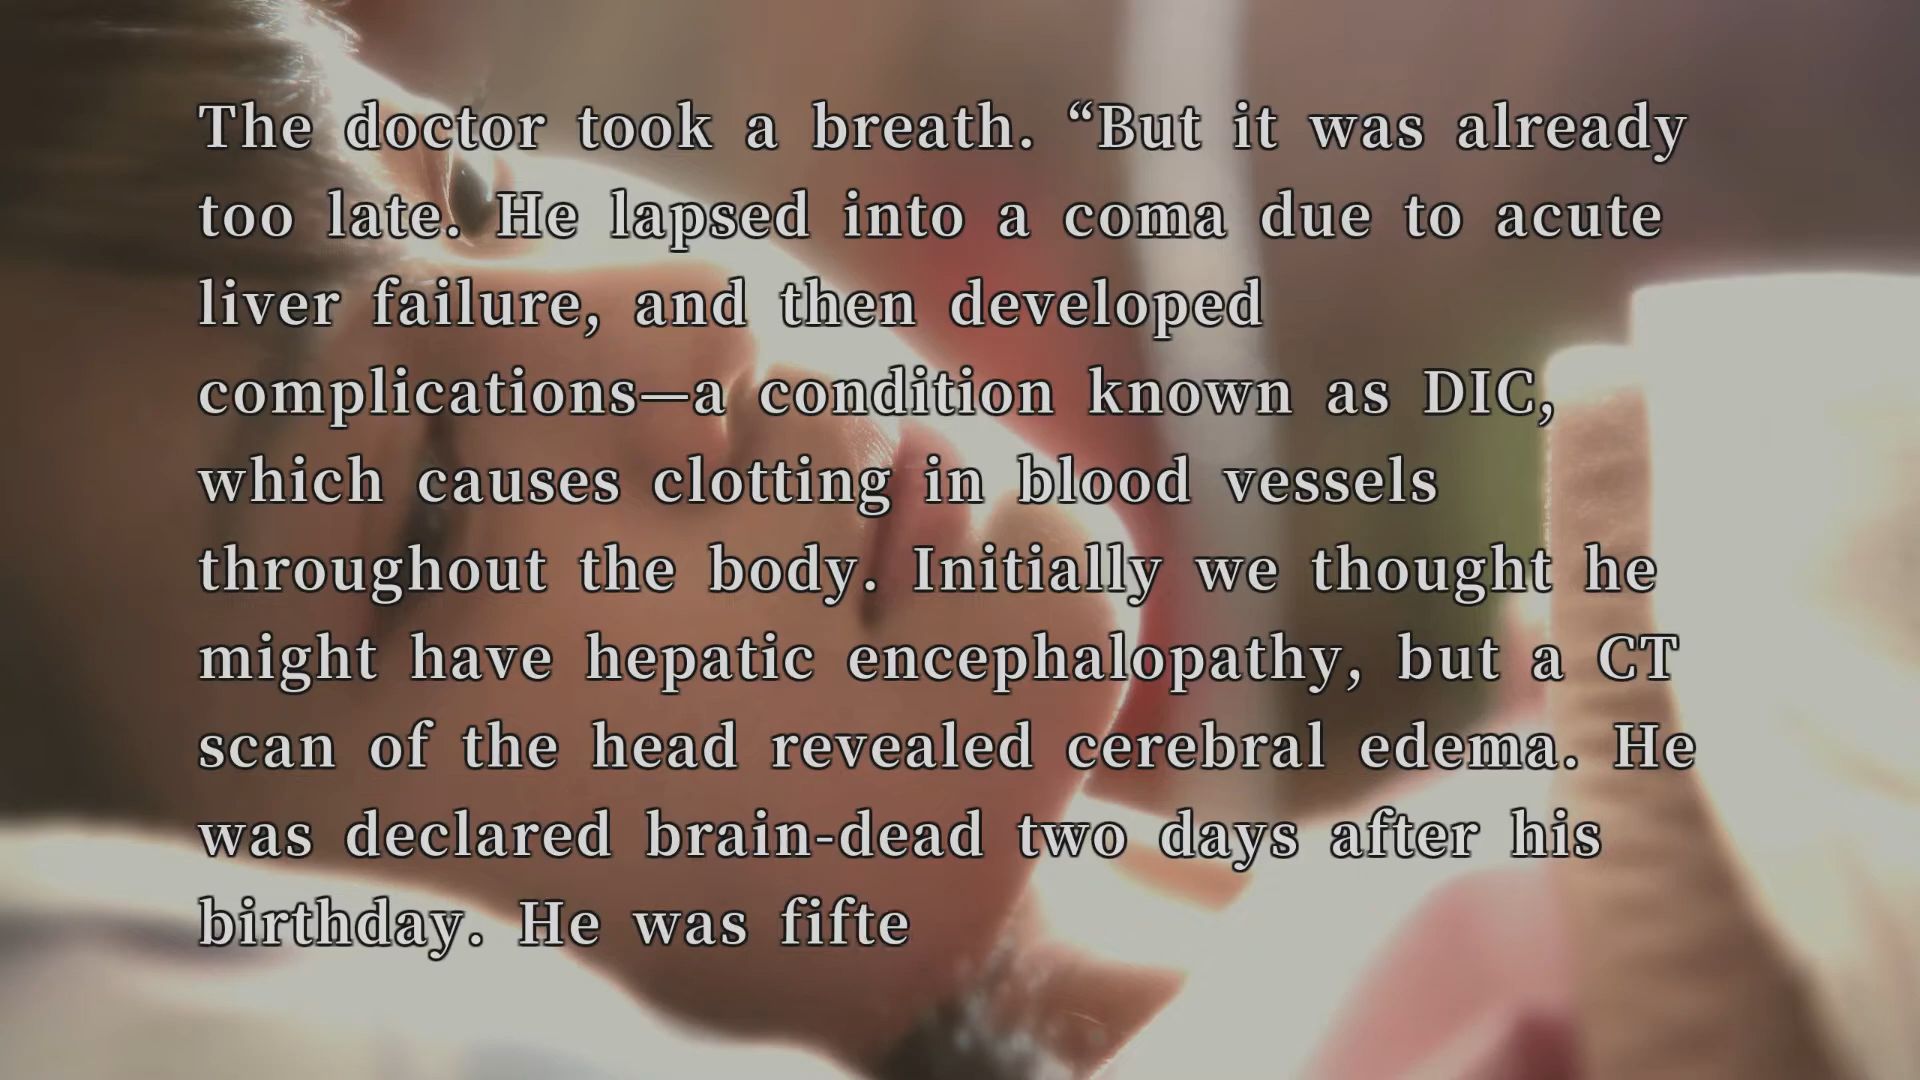 The doctor took a breath. “But it was already
too late. He lapsed into a coma due to acute
liver failure, and then developed
complications—a condition known as DIC,
which causes clotting in blood vessels
throughout the body. Initially we thought he
might have hepatic encephalopathy, but a CT
scan of the head revealed cerebral edema. He
was declared brain-dead two days after his
birthday. He was fifte